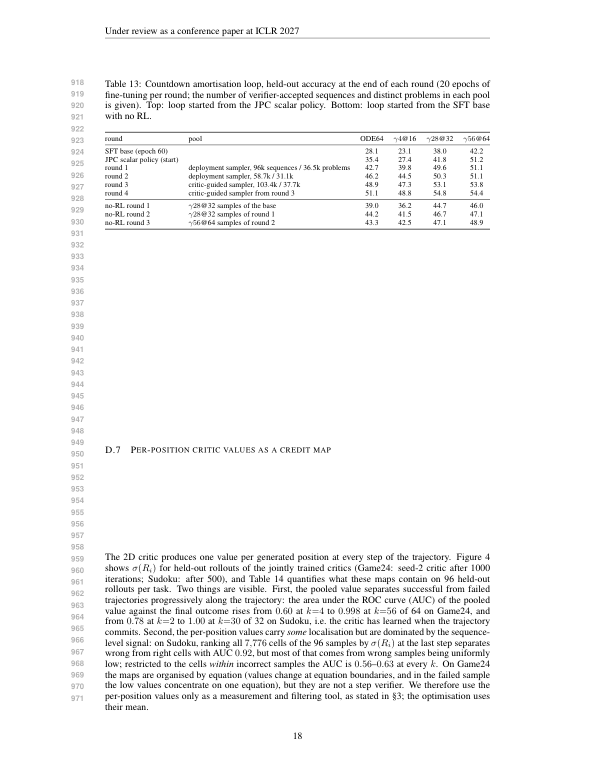 Under review as a conference paper at ICLR 2027
918 Table 13: Countdown amortisation loop, held-out accuracy at the end of each round (20 epochs of
919 fine-tuning per round; the number of verifier-accepted sequences and distinct problems in each pool
920 is given). Top: loop started from the JPC scalar policy. Bottom: loop started from the SFT base
921 with no RL.
922
923 round pool ODE64 γ4@16 γ28@32 γ56@64
924 SFT base (epoch 60) 28.1 23.1 38.0 42.2
925 JPC scalar policy (start) 35.4 27.4 41.8 51.2
round 1 deployment sampler, 96k sequences / 36.5k problems 42.7 39.8 49.6 51.1
926 round 2 deployment sampler, 58.7k / 31.1k 46.2 44.5 50.3 51.1
927 round 3 critic-guided sampler, 103.4k / 37.7k 48.9 47.3 53.1 53.8
928 round 4 critic-guided sampler from round 3 51.1 48.8 54.8 54.4
929 no-RL round 1 γ28@32 samples of the base 39.0 36.2 44.7 46.0
930 no-RL round 2 γ28@32 samples of round 1 44.2 41.5 46.7 47.1
931 no-RL round 3 γ56@64 samples of round 2 43.3 42.5 47.1 48.9
932
933
934
935
936
937
938
939
940
941
942
943
944
945
946
947
948
949
950 D.7 PER-POSITION CRITIC VALUES AS A CREDIT MAP
951
952
953
954
955
956
957
958
959 The 2D critic produces one value per generated position at every step of the trajectory. Figure 4
960 shows σ(Rᵢ) for held-out rollouts of the jointly trained critics (Game24: seed-2 critic after 1000
961 iterations; Sudoku: after 500), and Table 14 quantifies what these maps contain on 96 held-out
962 rollouts per task. Two things are visible. First, the pooled value separates successful from failed
963 trajectories progressively along the trajectory: the area under the ROC curve (AUC) of the pooled
964 value against the final outcome rises from 0.60 at k=4 to 0.998 at k=56 of 64 on Game24, and
965 from 0.78 at k=2 to 1.00 at k=30 of 32 on Sudoku, i.e. the critic has learned when the trajectory
966 commits. Second, the per-position values carry some localisation but are dominated by the sequence-
967 level signal: on Sudoku, ranking all 7,776 cells of the 96 samples by σ(Rᵢ) at the last step separates
968 wrong from right cells with AUC 0.92, but most of that comes from wrong samples being uniformly
969 low; restricted to the cells within incorrect samples the AUC is 0.56–0.63 at every k. On Game24
970 the maps are organised by equation (values change at equation boundaries, and in the failed sample
971 the low values concentrate on one equation), but they are not a step verifier. We therefore use the
per-position values only as a measurement and filtering tool, as stated in §3; the optimisation uses
their mean.
18